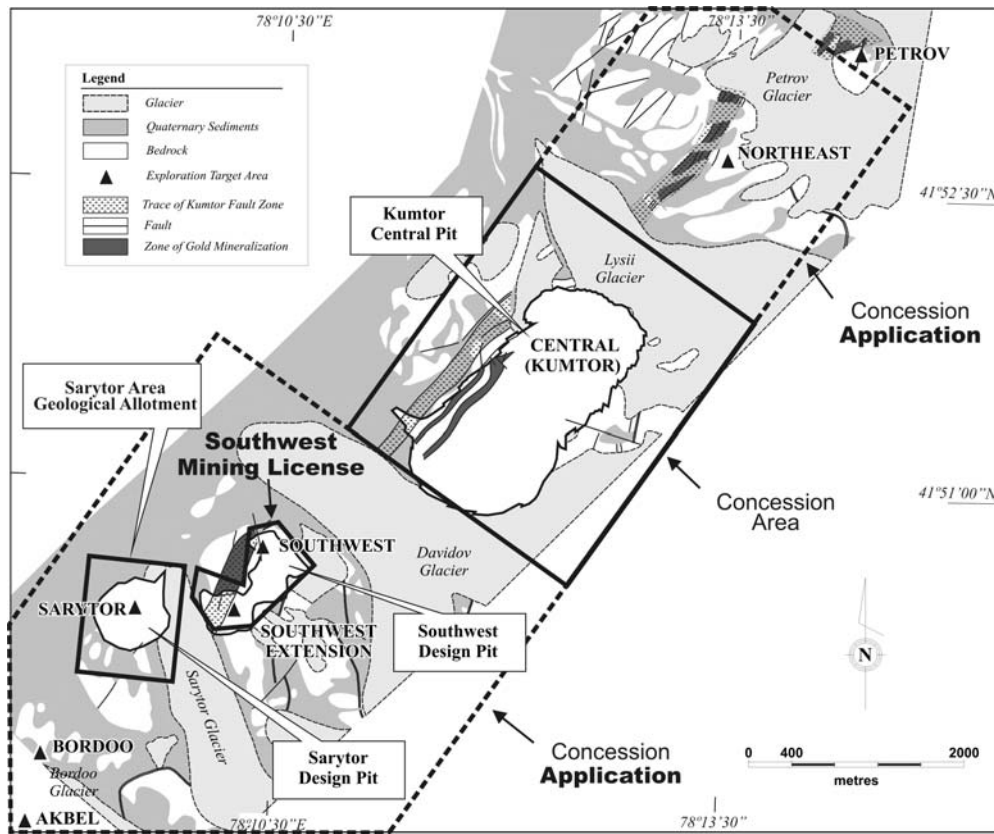 78°10'30"E
78°13'30"
PETROV
Petrov
Glacier
Legend
Glacier
Quaternary Sediments
Bedrock
Exploration Target Area
Trace of Kumtor Fault Zone
Fault
Zone of Gold Mineralization
NORTHEAST
41°52'30"N
Kumtor
Central Pit
Lysii
Glacier
Concession
Application
CENTRAL
(KUMTOR)
Sarytor Area
Geological Allotment
Southwest
Mining License
41°51'00"N
Concession
Area
SOUTHWEST
Davidov
Glacier
SARYTOR
SOUTHWEST
EXTENSION
Southwest
Design Pit
N
Sarytor Glacier
BORDOO
Bordoo
Glacier
Sarytor
Design Pit
Concession
Application
0 400 1200 2000
metres
AKBEL
78°10'30"E
78°13'30"